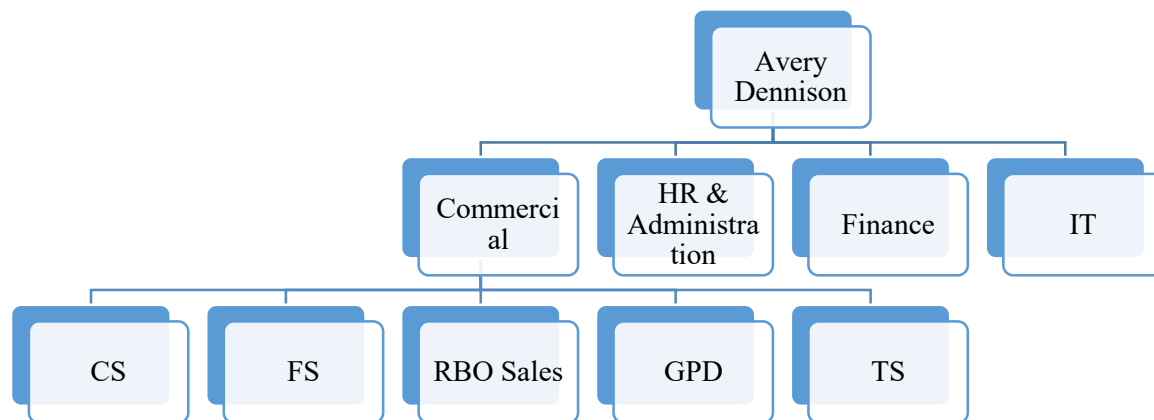 Avery
Dennison
Commerci
al
HR &
Administra
tion
Finance
IT
CS
FS
RBO Sales
GPD
TS